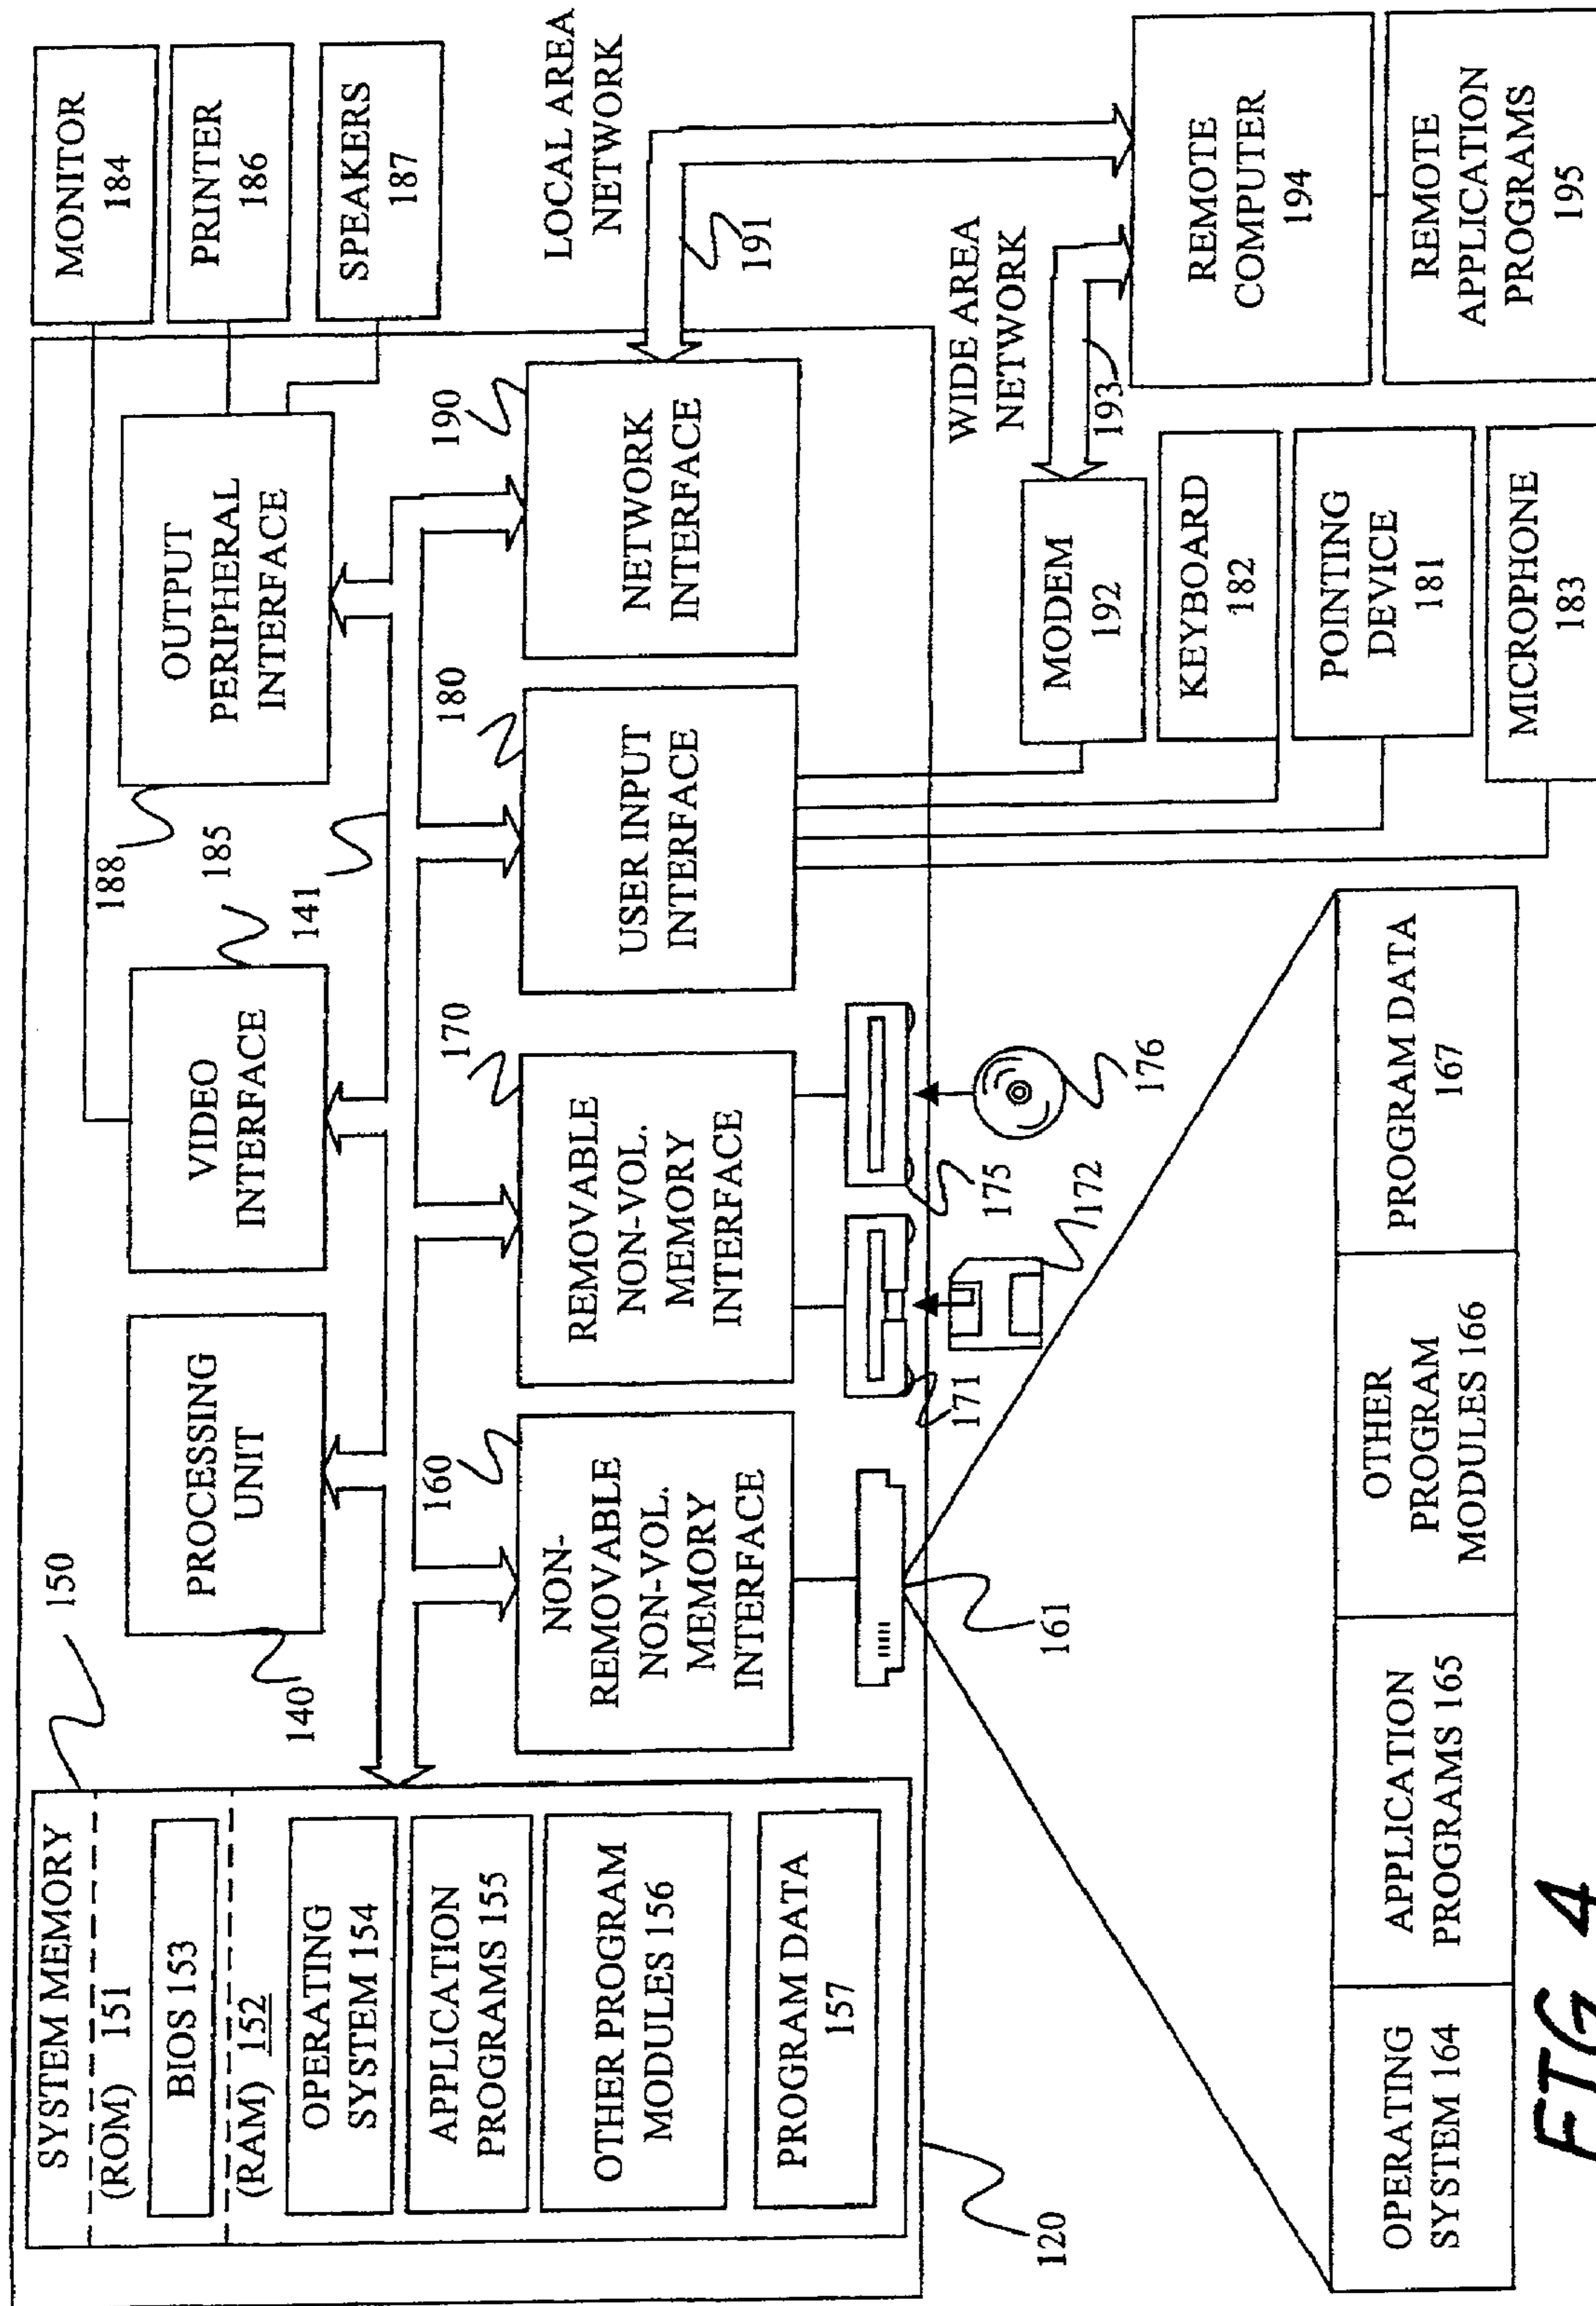 SYSTEM MEMORY
(ROM) 151
BIOS 153
(RAM) 152
OPERATING
SYSTEM 154
APPLICATION
PROGRAMS 155
OTHER PROGRAM
MODULES 156
PROGRAM DATA
157
150
120
140
PROCESSING
UNIT
VIDEO
INTERFACE
185
188
141
OUTPUT
PERIPHERAL
INTERFACE
MONITOR
184
PRINTER
186
SPEAKERS
187
160
NON-
REMOVABLE
NON-VOL.
MEMORY
INTERFACE
170
REMOVABLE
NON-VOL.
MEMORY
INTERFACE
180
USER INPUT
INTERFACE
190
NETWORK
INTERFACE
LOCAL AREA
NETWORK
191
161
171
172
175
176
WIDE AREA
NETWORK
193
MODEM
192
KEYBOARD
182
POINTING
DEVICE
181
MICROPHONE
183
REMOTE
COMPUTER
194
REMOTE
APPLICATION
PROGRAMS
195
OPERATING
SYSTEM 164
APPLICATION
PROGRAMS 165
OTHER
PROGRAM
MODULES 166
PROGRAM DATA
167
FIG 4